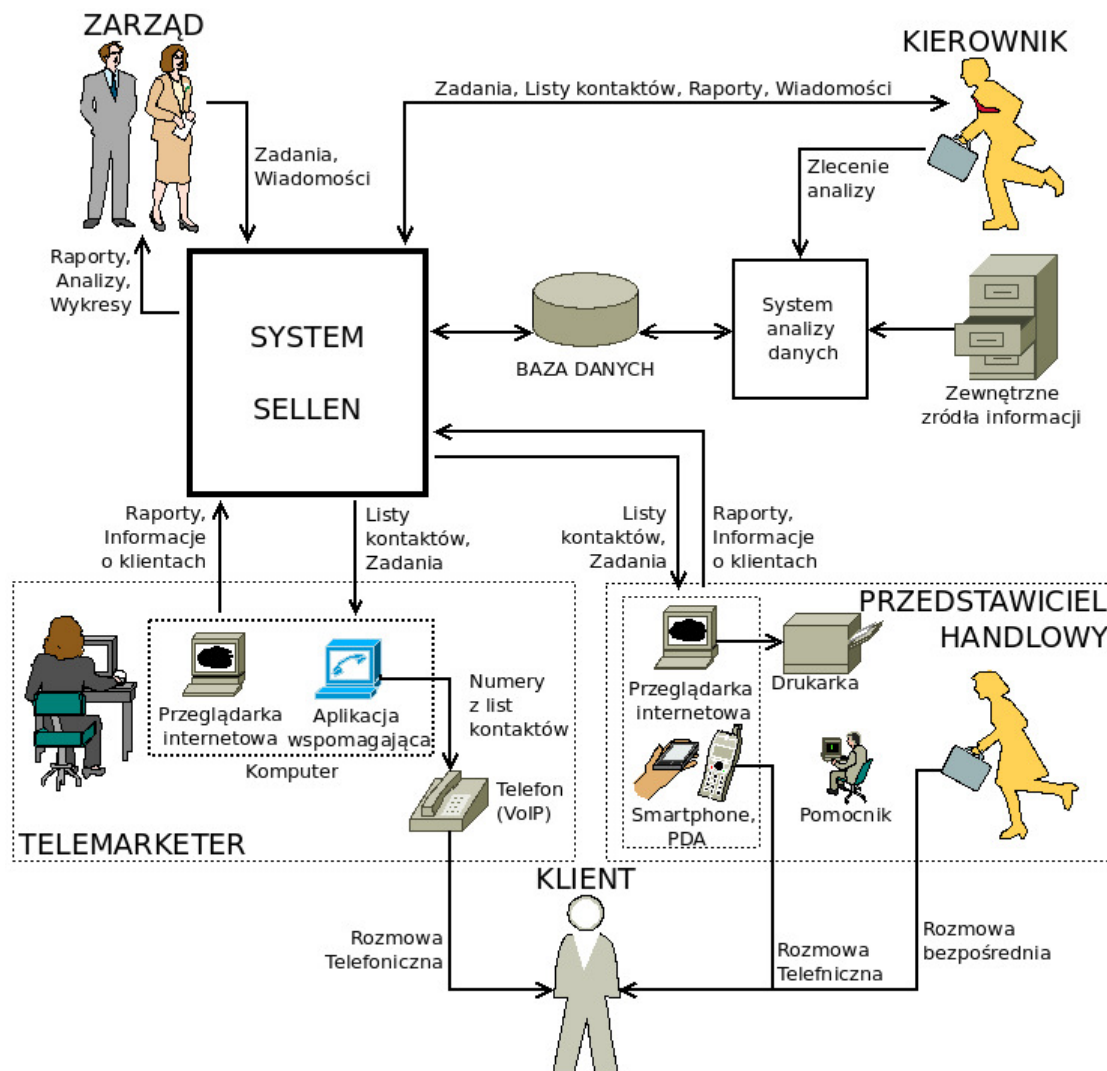 ZARZĄD
KIEROWNIK
Zadania, Listy kontaktów, Raporty, Wiadomości
Zadania,
Wiadomości
Zlecenie
analizy
Raporty,
Analizy,
Wykresy
SYSTEM
SELLEN
BAZA DANYCH
System
analizy
danych
Zewnętrzne
zródła informacji
Raporty,
Informacje
o klientach
Listy
kontaktów,
Zadania
Listy
kontaktów,
Zadania
Raporty,
Informacje
o klientach
PRZEDSTAWICIEL
HANDLOWY
Przeglądarka
internetowa
Aplikacja
wspomagająca
Komputer
Numery
z list
kontaktów
Telefon
(VoIP)
TELEMARKETER
Przeglądarka
internetowa
Drukarka
Smartphone,
PDA
Pomocnik
KLIENT
Rozmowa
Telefoniczna
Rozmowa
Telefniczna
Rozmowa
bezpośrednia